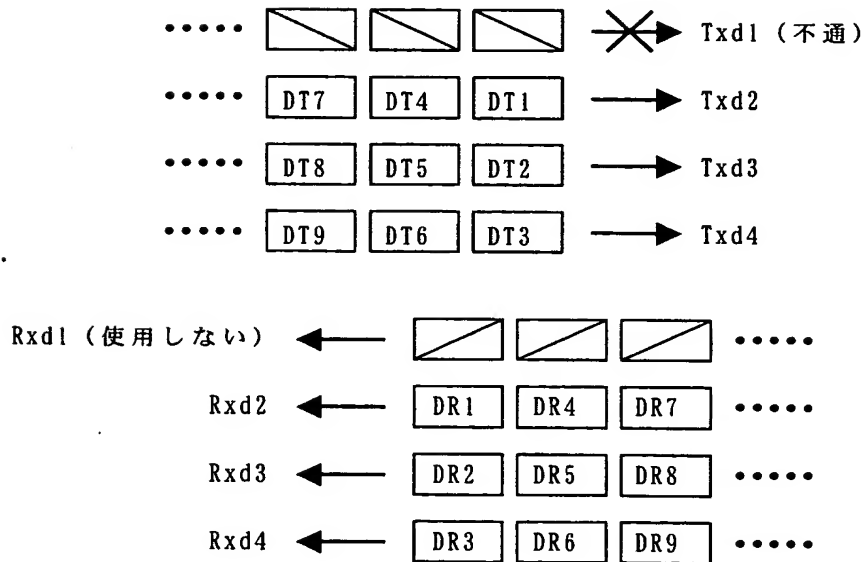 ••••• Txd1 (不通)
••••• DT7 DT4 DT1 Txd2
••••• DT8 DT5 DT2 Txd3
••••• DT9 DT6 DT3 Txd4
Rxd1 (使用しない) •••••
Rxd2 DR1 DR4 DR7 •••••
Rxd3 DR2 DR5 DR8 •••••
Rxd4 DR3 DR6 DR9 •••••